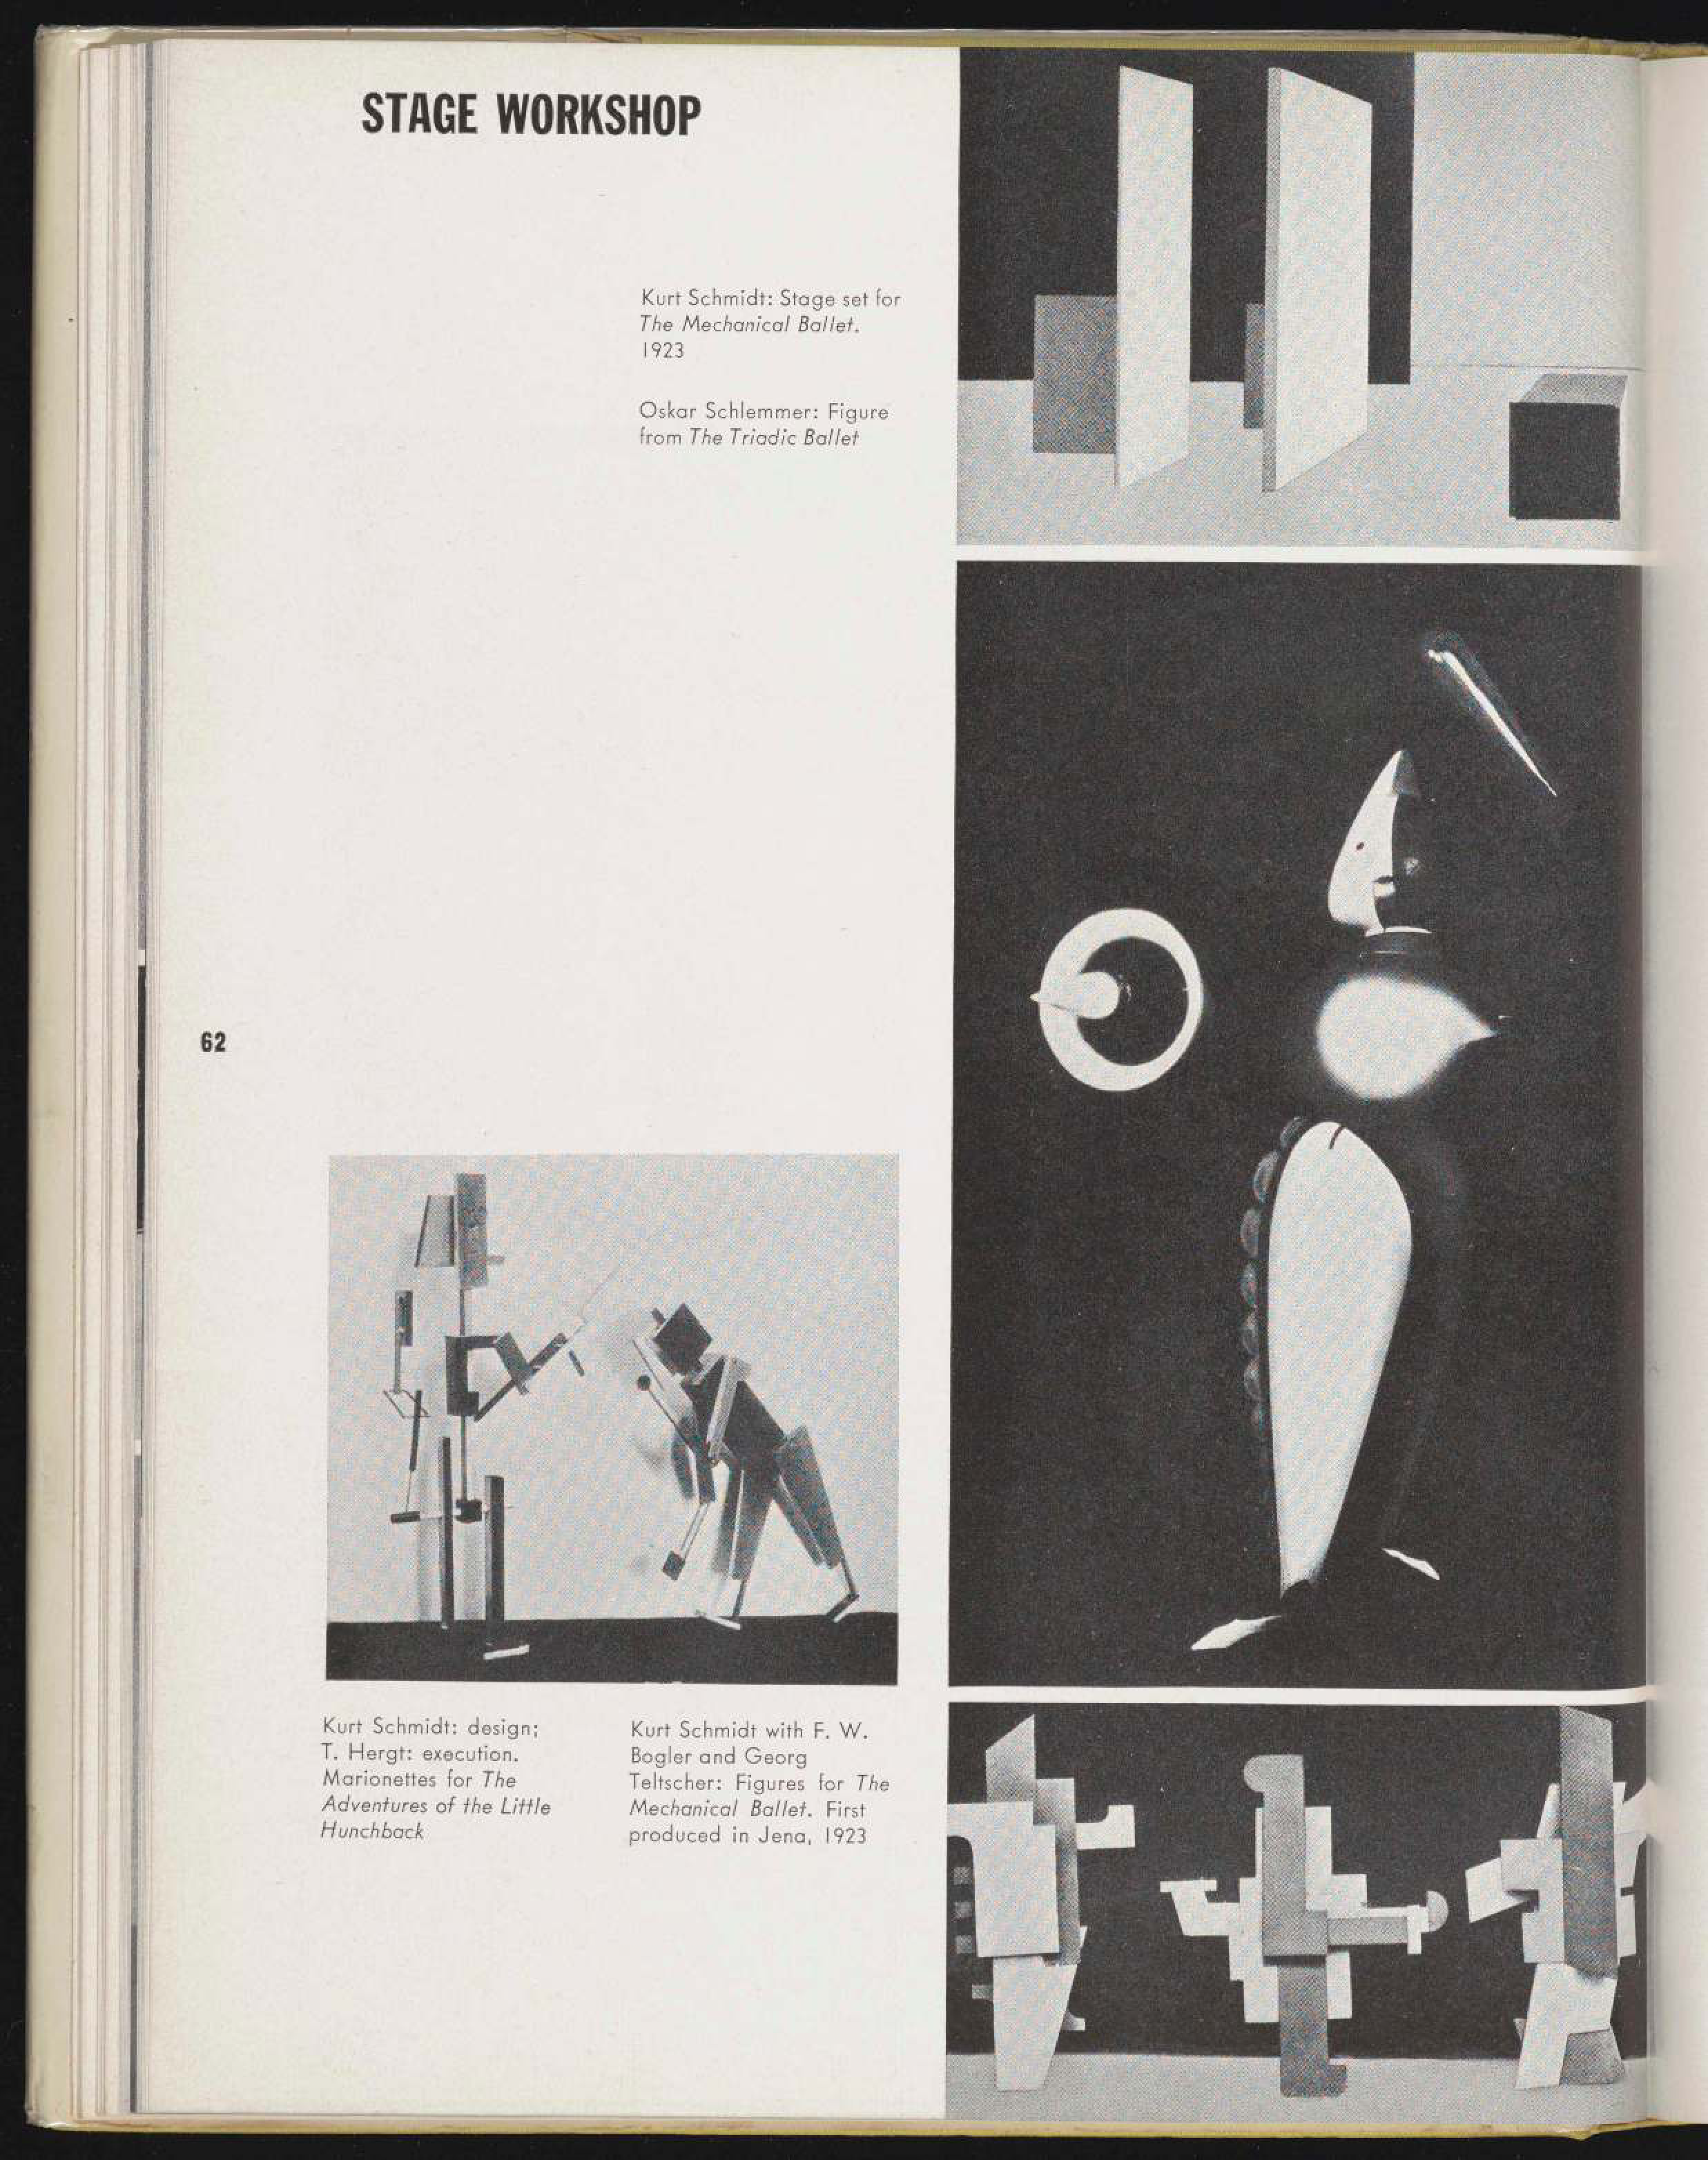 STAGE WORKSHOP
Kurt Schmidt: Stage set for
The Mechanical Ballet.
1923
Oskar Schlemmer: Figure
from The Triadic Ballet
62
Kurt Schmidt: design;
T. Hergt: execution.
Marionettes for The
Adventures of the Little
Hunchback
Kurt Schmidt with F. W.
Bogler and Georg
Teltscher: Figures for The
Mechanical Ballet. First
produced in Jena, 1923